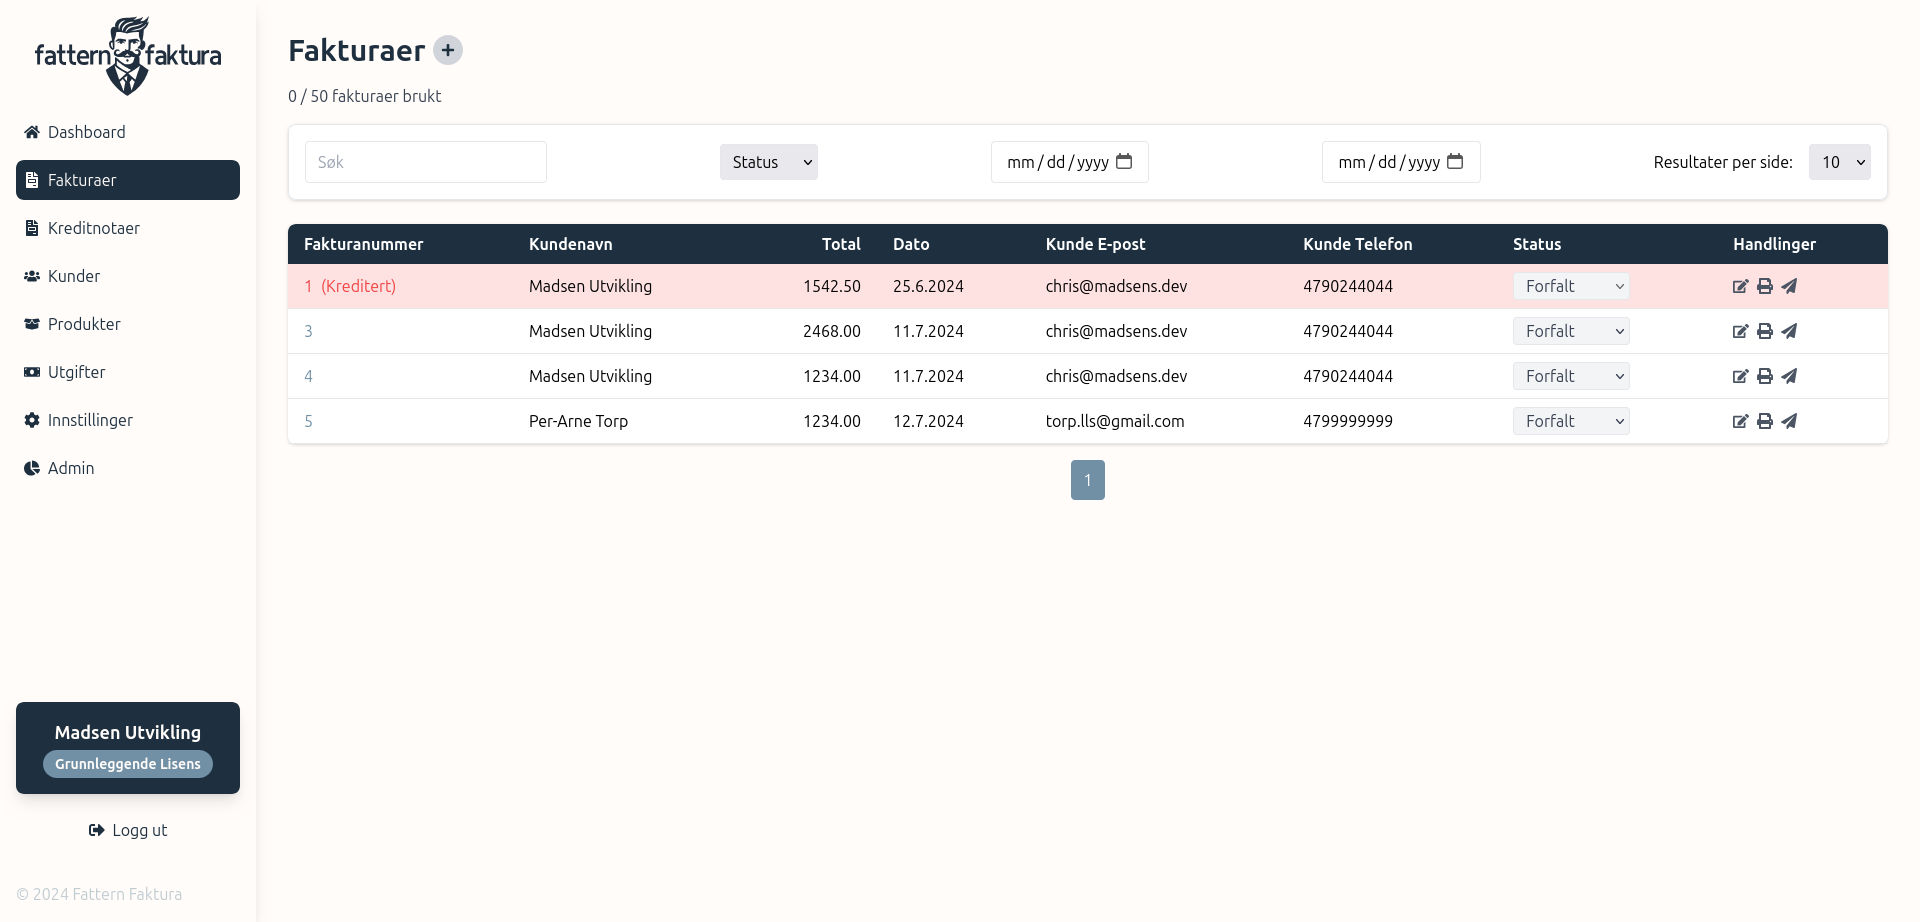 fattern faktura
Dashboard
Fakturaer
Kreditnotaer
Kunder
Produkter
Utgifter
Innstillinger
Admin
Madsen Utvikling
Grunnleggende Lisens
Logg ut
© 2024 Fattern Faktura
Fakturaer +
0 / 50 fakturaer brukt
Søk Status mm/dd/yyyy mm/dd/yyyy Resultater per side: 10
Fakturanummer Kundenavn Total Dato Kunde E-post Kunde Telefon Status Handlinger
1 (Kreditert) Madsen Utvikling 1542.50 25.6.2024 chris@madsens.dev 4790244044 Forfalt
3 Madsen Utvikling 2468.00 11.7.2024 chris@madsens.dev 4790244044 Forfalt
4 Madsen Utvikling 1234.00 11.7.2024 chris@madsens.dev 4790244044 Forfalt
5 Per-Arne Torp 1234.00 12.7.2024 torp.lls@gmail.com 4799999999 Forfalt
1